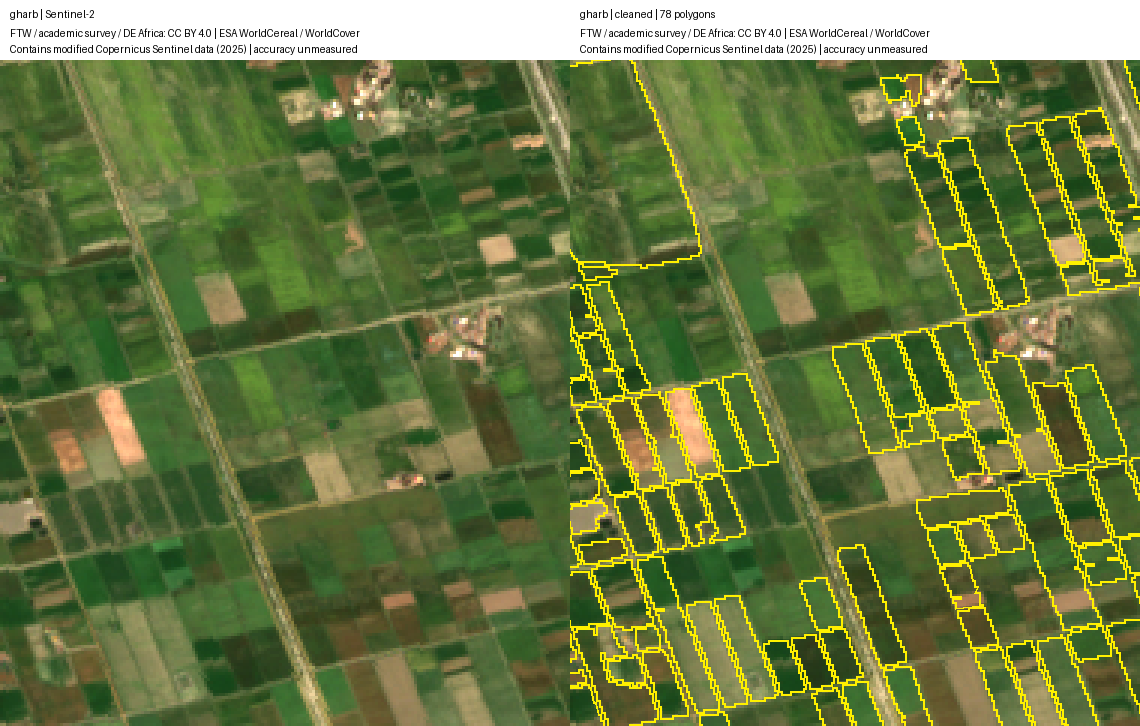 gharb | Sentinel-2
FTW / academic survey / DE Africa: CC BY 4.0 | ESA WorldCereal / WorldCover
Contains modified Copernicus Sentinel data (2025) | accuracy unmeasured
gharb | cleaned | 78 polygons
FTW / academic survey / DE Africa: CC BY 4.0 | ESA WorldCereal / WorldCover
Contains modified Copernicus Sentinel data (2025) | accuracy unmeasured